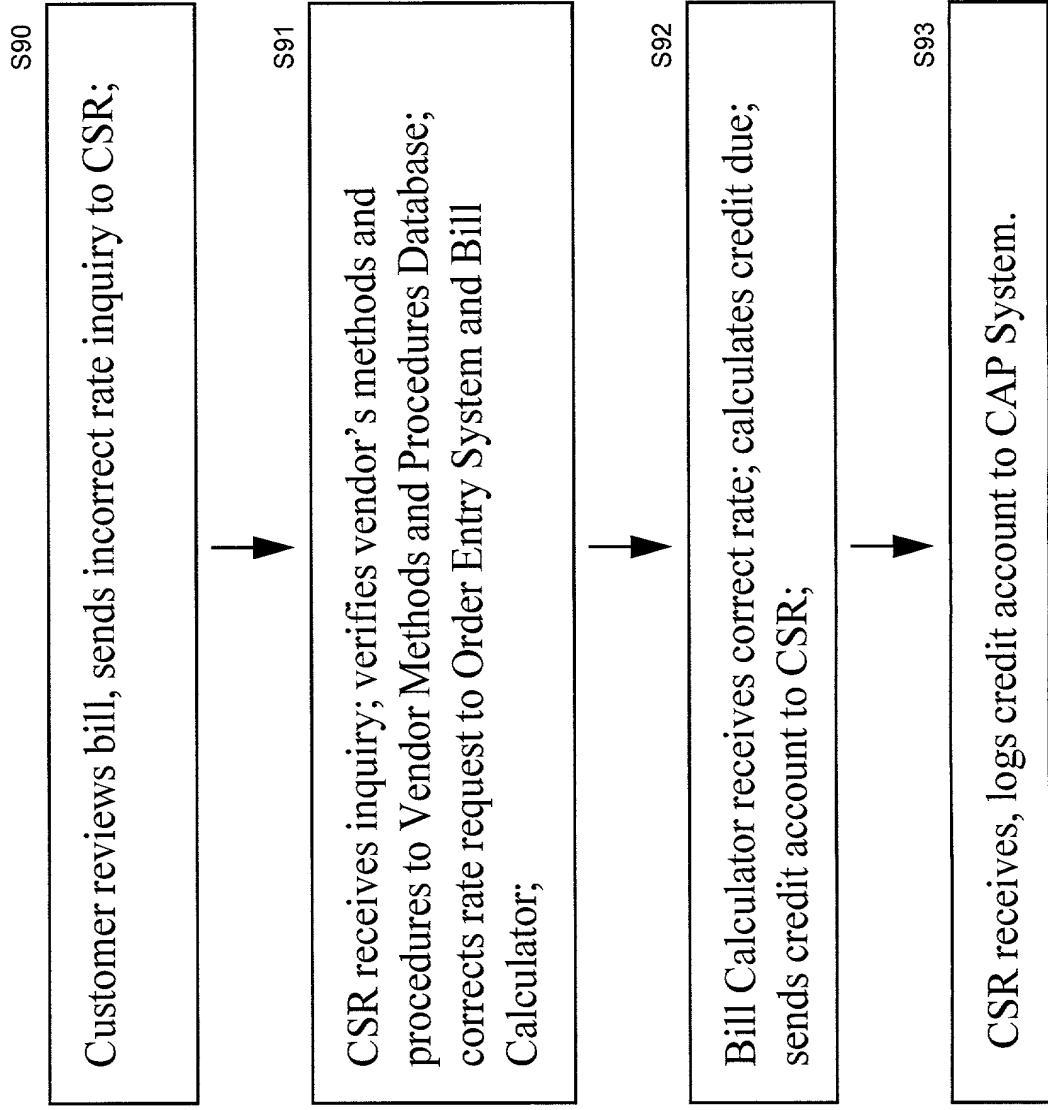 S90
Customer reviews bill, sends incorrect rate inquiry to CSR;
S91
CSR receives inquiry; verifies vendor's methods and
procedures to Vendor Methods and Procedures Database;
corrects rate request to Order Entry System and Bill
Calculator;
S92
Bill Calculator receives correct rate; calculates credit due;
sends credit account to CSR;
S93
CSR receives, logs credit account to CAP System.